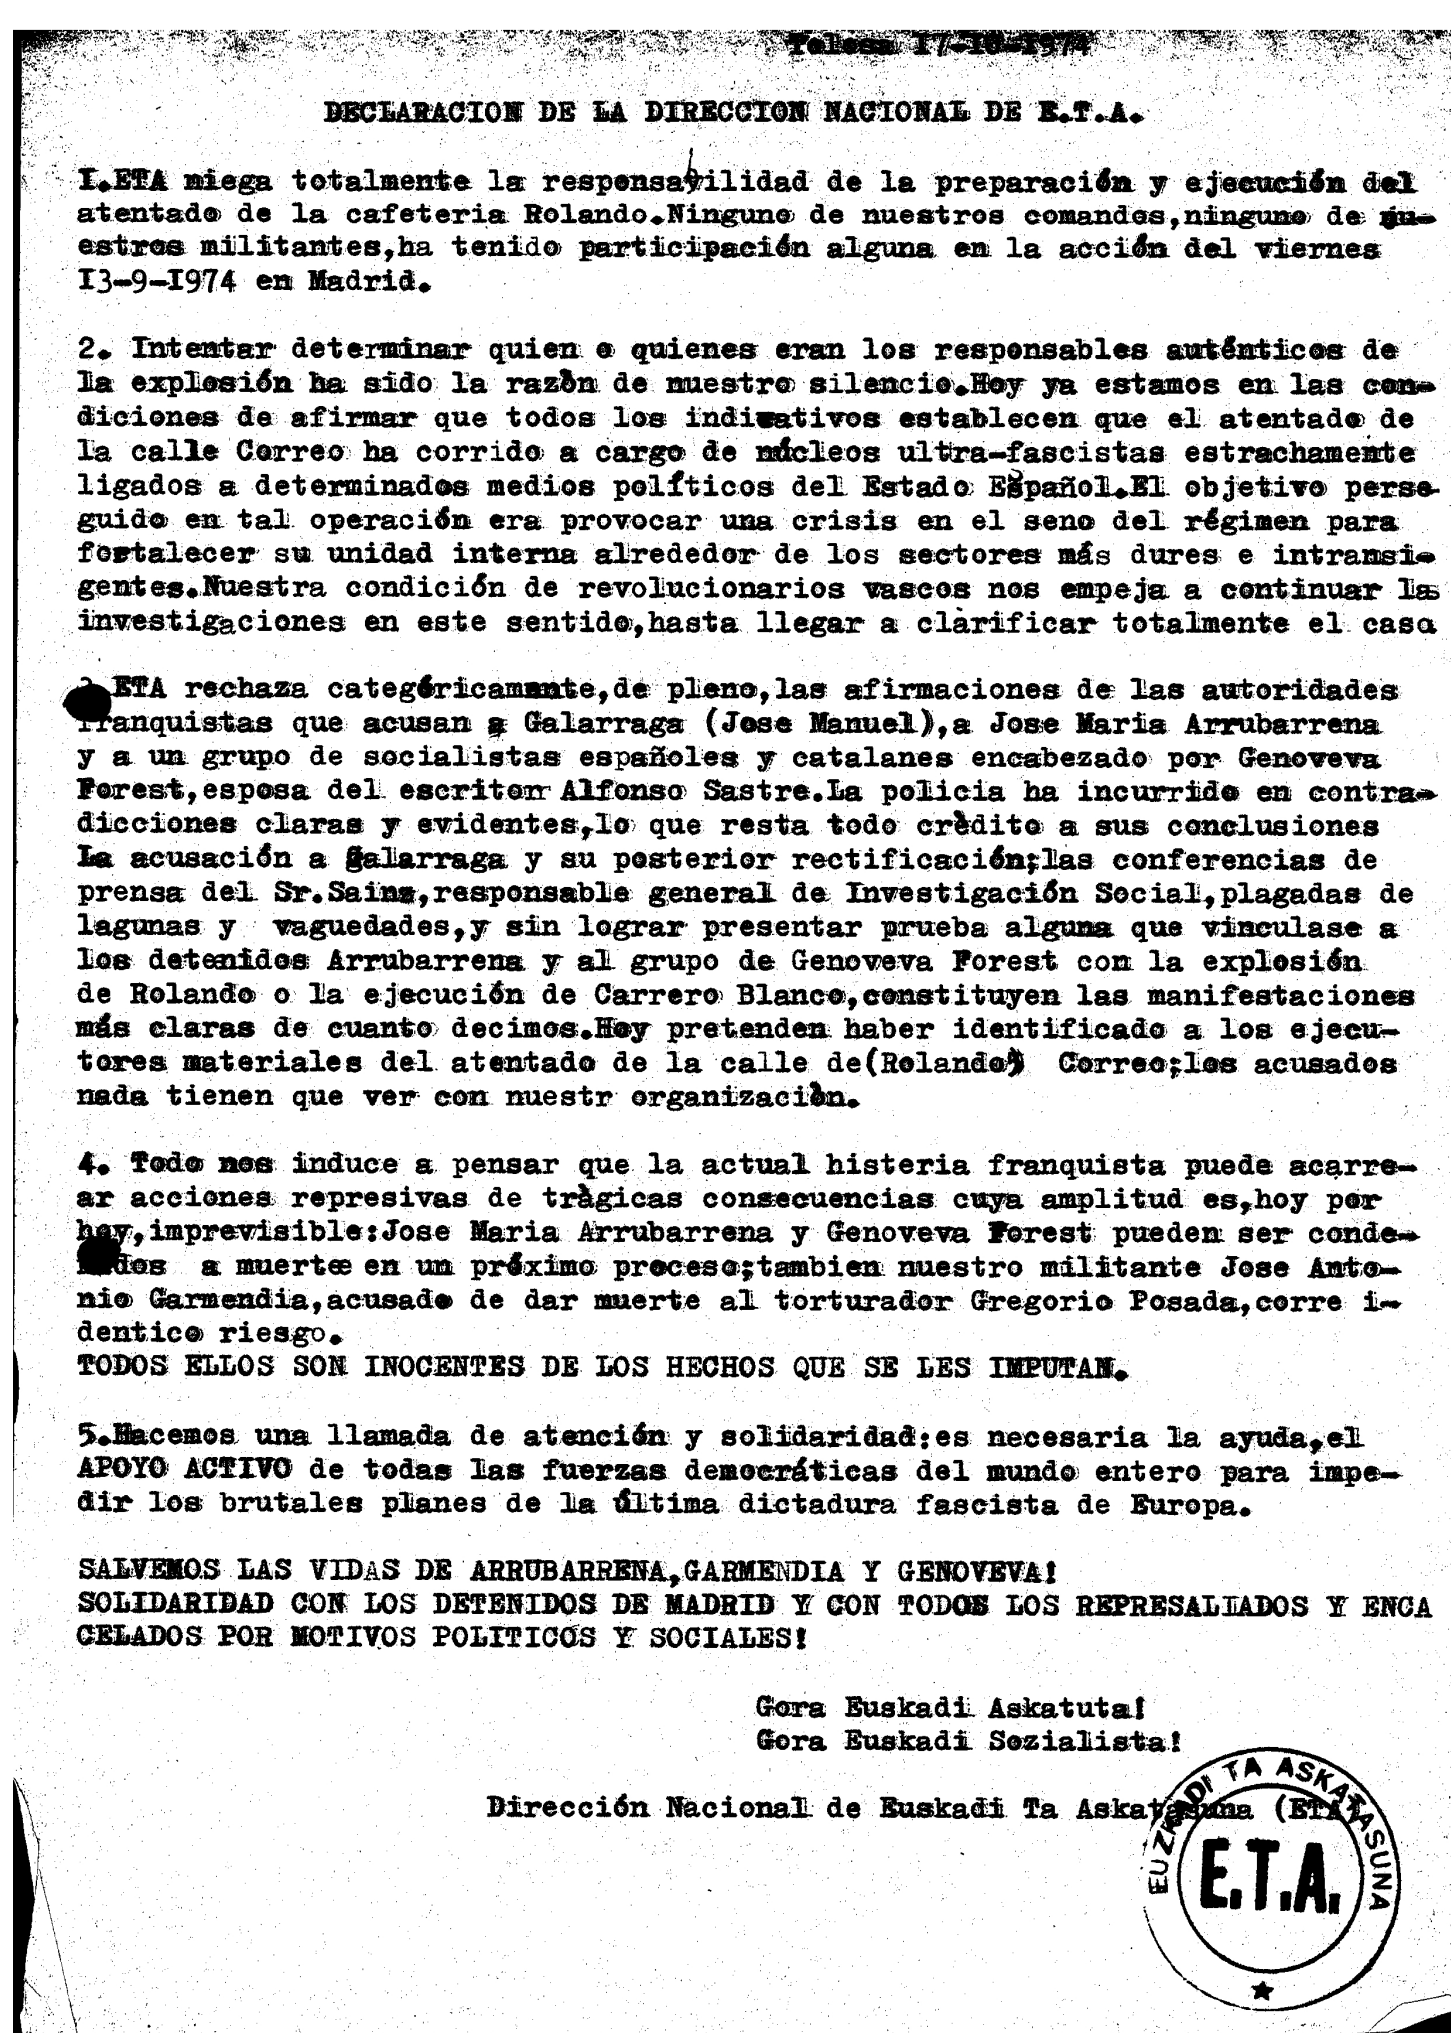 Tolosa I7-I0-I974
DECLARACION DE LA DIRECCION NACIONAL DE E.T.A.
I.ETA niega totalmente la responsabilidad de la preparación y ejecución del
atentado de la cafeteria Rolando.Ninguno de nuestros comandos,ninguno de nu-
estros militantes,ha tenido participación alguna en la acción del viernes
I3-9-I974 en Madrid.
2. Intentar determinar quien o quienes eran los responsables auténticos de
la explosión ha sido la razòn de nuestro silencio.Hoy ya estamos en las con-
diciones de afirmar que todos los indicativos establecen que el atentado de
la calle Correo ha corrido a cargo de núcleos ultra-fascistas estrachamente
ligados a determinados medios políticos del Estado Español.El objetivo perse-
guido en tal operación era provocar una crisis en el seno del régimen para
fortalecer su unidad interna alrededor de los sectores más dures e intransi-
gentes.Nuestra condición de revolucionarios vascos nos empeja a continuar las
investigaciones en este sentido,hasta llegar a clàrificar totalmente el caso
ETA rechaza categóricamante,de pleno,las afirmaciones de las autoridades
franquistas que acusan a Galarraga (Jose Manuel),a Jose Maria Arrubarrena
y a un grupo de socialistas españoles y catalanes encabezado por Genoveva
Forest,esposa del escritorr Alfonso Sastre.La policia ha incurrido en contra-
dicciones claras y evidentes,lo que resta todo crèdito a sus conclusiones
La acusación a Galarraga y su posterior rectificación;las conferencias de
prensa del Sr.Sainz,responsable general de Investigación Social,plagadas de
lagunas y vaguedades,y sin lograr presentar prueba alguna que vinculase a
los detenidos Arrubarrena y al grupo de Genoveva Forest con la explosión
de Rolando o la ejecución de Carrero Blanco,constituyen las manifestaciones
más claras de cuanto decimos.Hoy pretenden haber identificado a los ejecu-
tores materiales del atentado de la calle de(Rolando") Correo;los acusados
nada tienen que ver con nuestr organizaciòn.
4. Todo nos induce a pensar que la actual histeria franquista puede acarre-
ar acciones represivas de tràgicas consecuencias cuya amplitud es,hoy por
hoy,imprevisible:Jose Maria Arrubarrena y Genoveva Forest pueden ser conde-
nados a muerte en un próximo proceso;tambien nuestro militante Jose Anto-
nio Garmendia,acusado de dar muerte al torturador Gregorio Posada,corre i-
dentico riesgo.
TODOS ELLOS SON INOCENTES DE LOS HECHOS QUE SE LES IMPUTAN.
5.Hacemos una llamada de atención y solidaridad:es necesaria la ayuda,el
APOYO ACTIVO de todas las fuerzas democráticas del mundo entero para impe-
dir los brutales planes de la última dictadura fascista de Europa.
SALVEMOS LAS VIDAS DE ARRUBARRENA,GARMENDIA Y GENOVEVA!
SOLIDARIDAD CON LOS DETENIDOS DE MADRID Y CON TODOS LOS REPRESALIADOS Y ENCA
CELADOS POR MOTIVOS POLITICOS Y SOCIALES!
Gora Euskadi Askatuta!
Gora Euskadi Sozialista!
Dirección Nacional de Euskadi Ta Askatasuna (ETA)
EUZKADI TA ASKATASUNA
E.T.A.